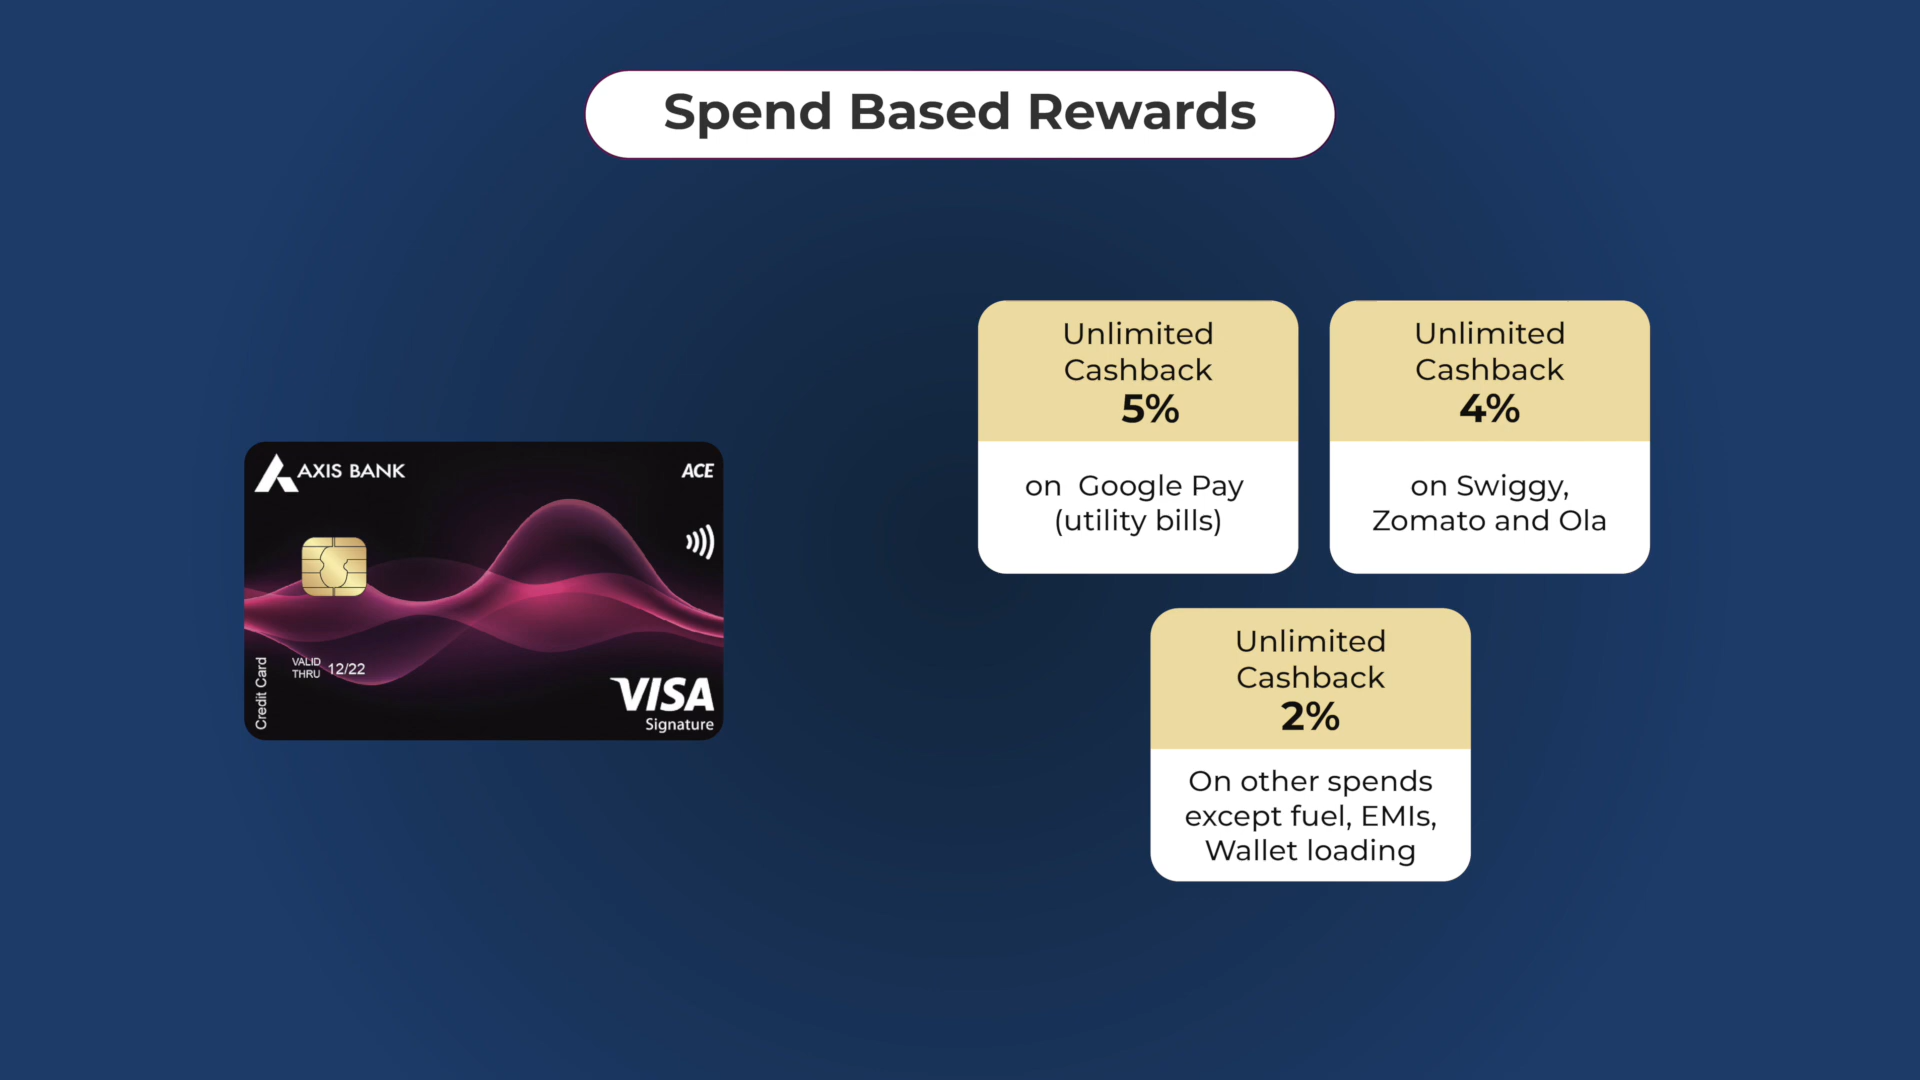 Spend Based Rewards
AXIS BANK
ACE
Credit Card
VALID
THRU 12/22
VISA
Signature
Unlimited
Cashback
5%
on Google Pay
(utility bills)
Unlimited
Cashback
4%
on Swiggy,
Zomato and Ola
Unlimited
Cashback
2%
On other spends
except fuel, EMIs,
Wallet loading